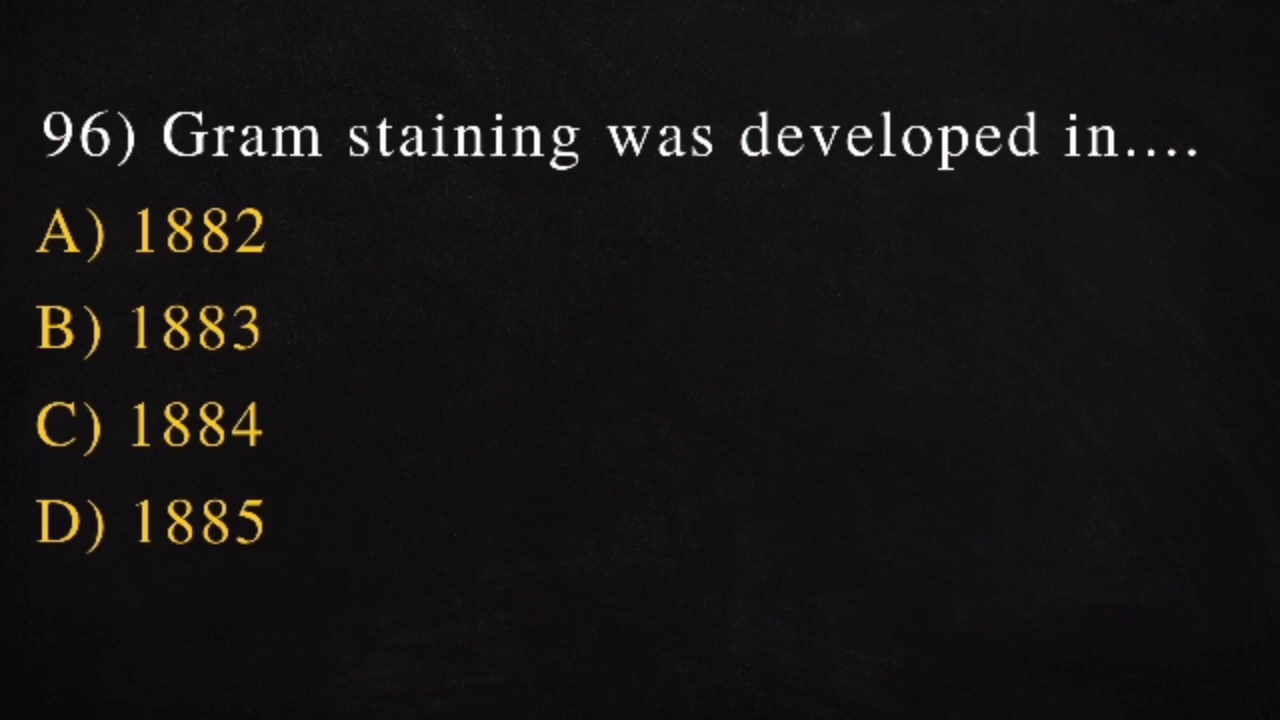 96) Gram staining was developed in....
A) 1882
B) 1883
C) 1884
D) 1885